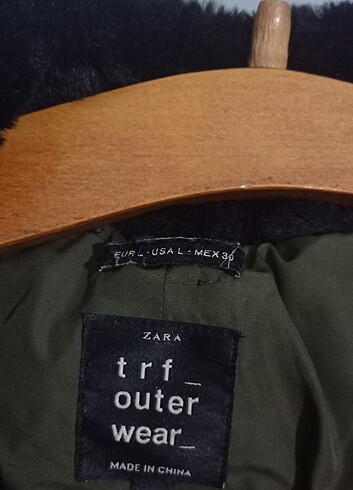 EUR L - USA L - MEX 30
ZARA
trf_
outer
wear_
MADE IN CHINA